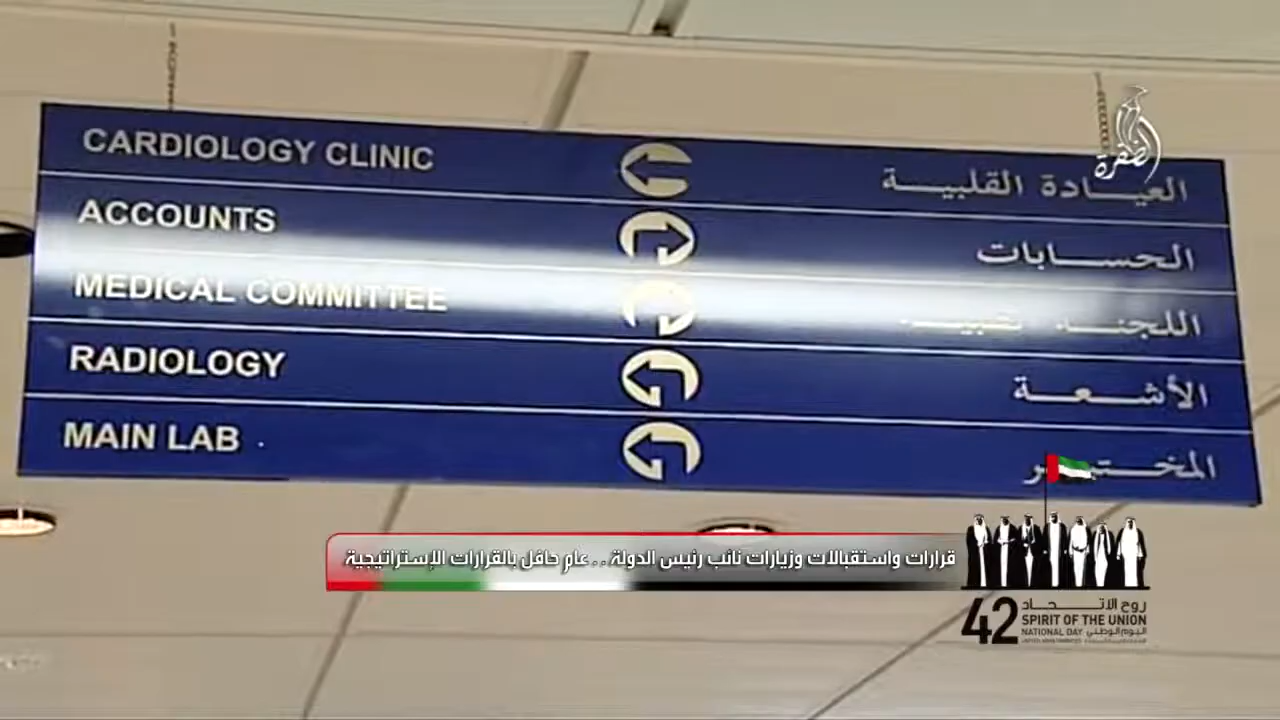 CARDIOLOGY CLINIC
العيادة القلبية
ACCOUNTS
الحسابات
MEDICAL COMMITTEE
اللجنة
RADIOLOGY
الأشعة
MAIN LAB
المختبر
الظفرة
قرارات واستقبالات وزيارات نائب رئيس الدولة .. عام حافل بالقرارات الإستراتيجية
42
روح الاتحاد
SPIRIT OF THE UNION
NATIONAL DAY اليوم الوطني